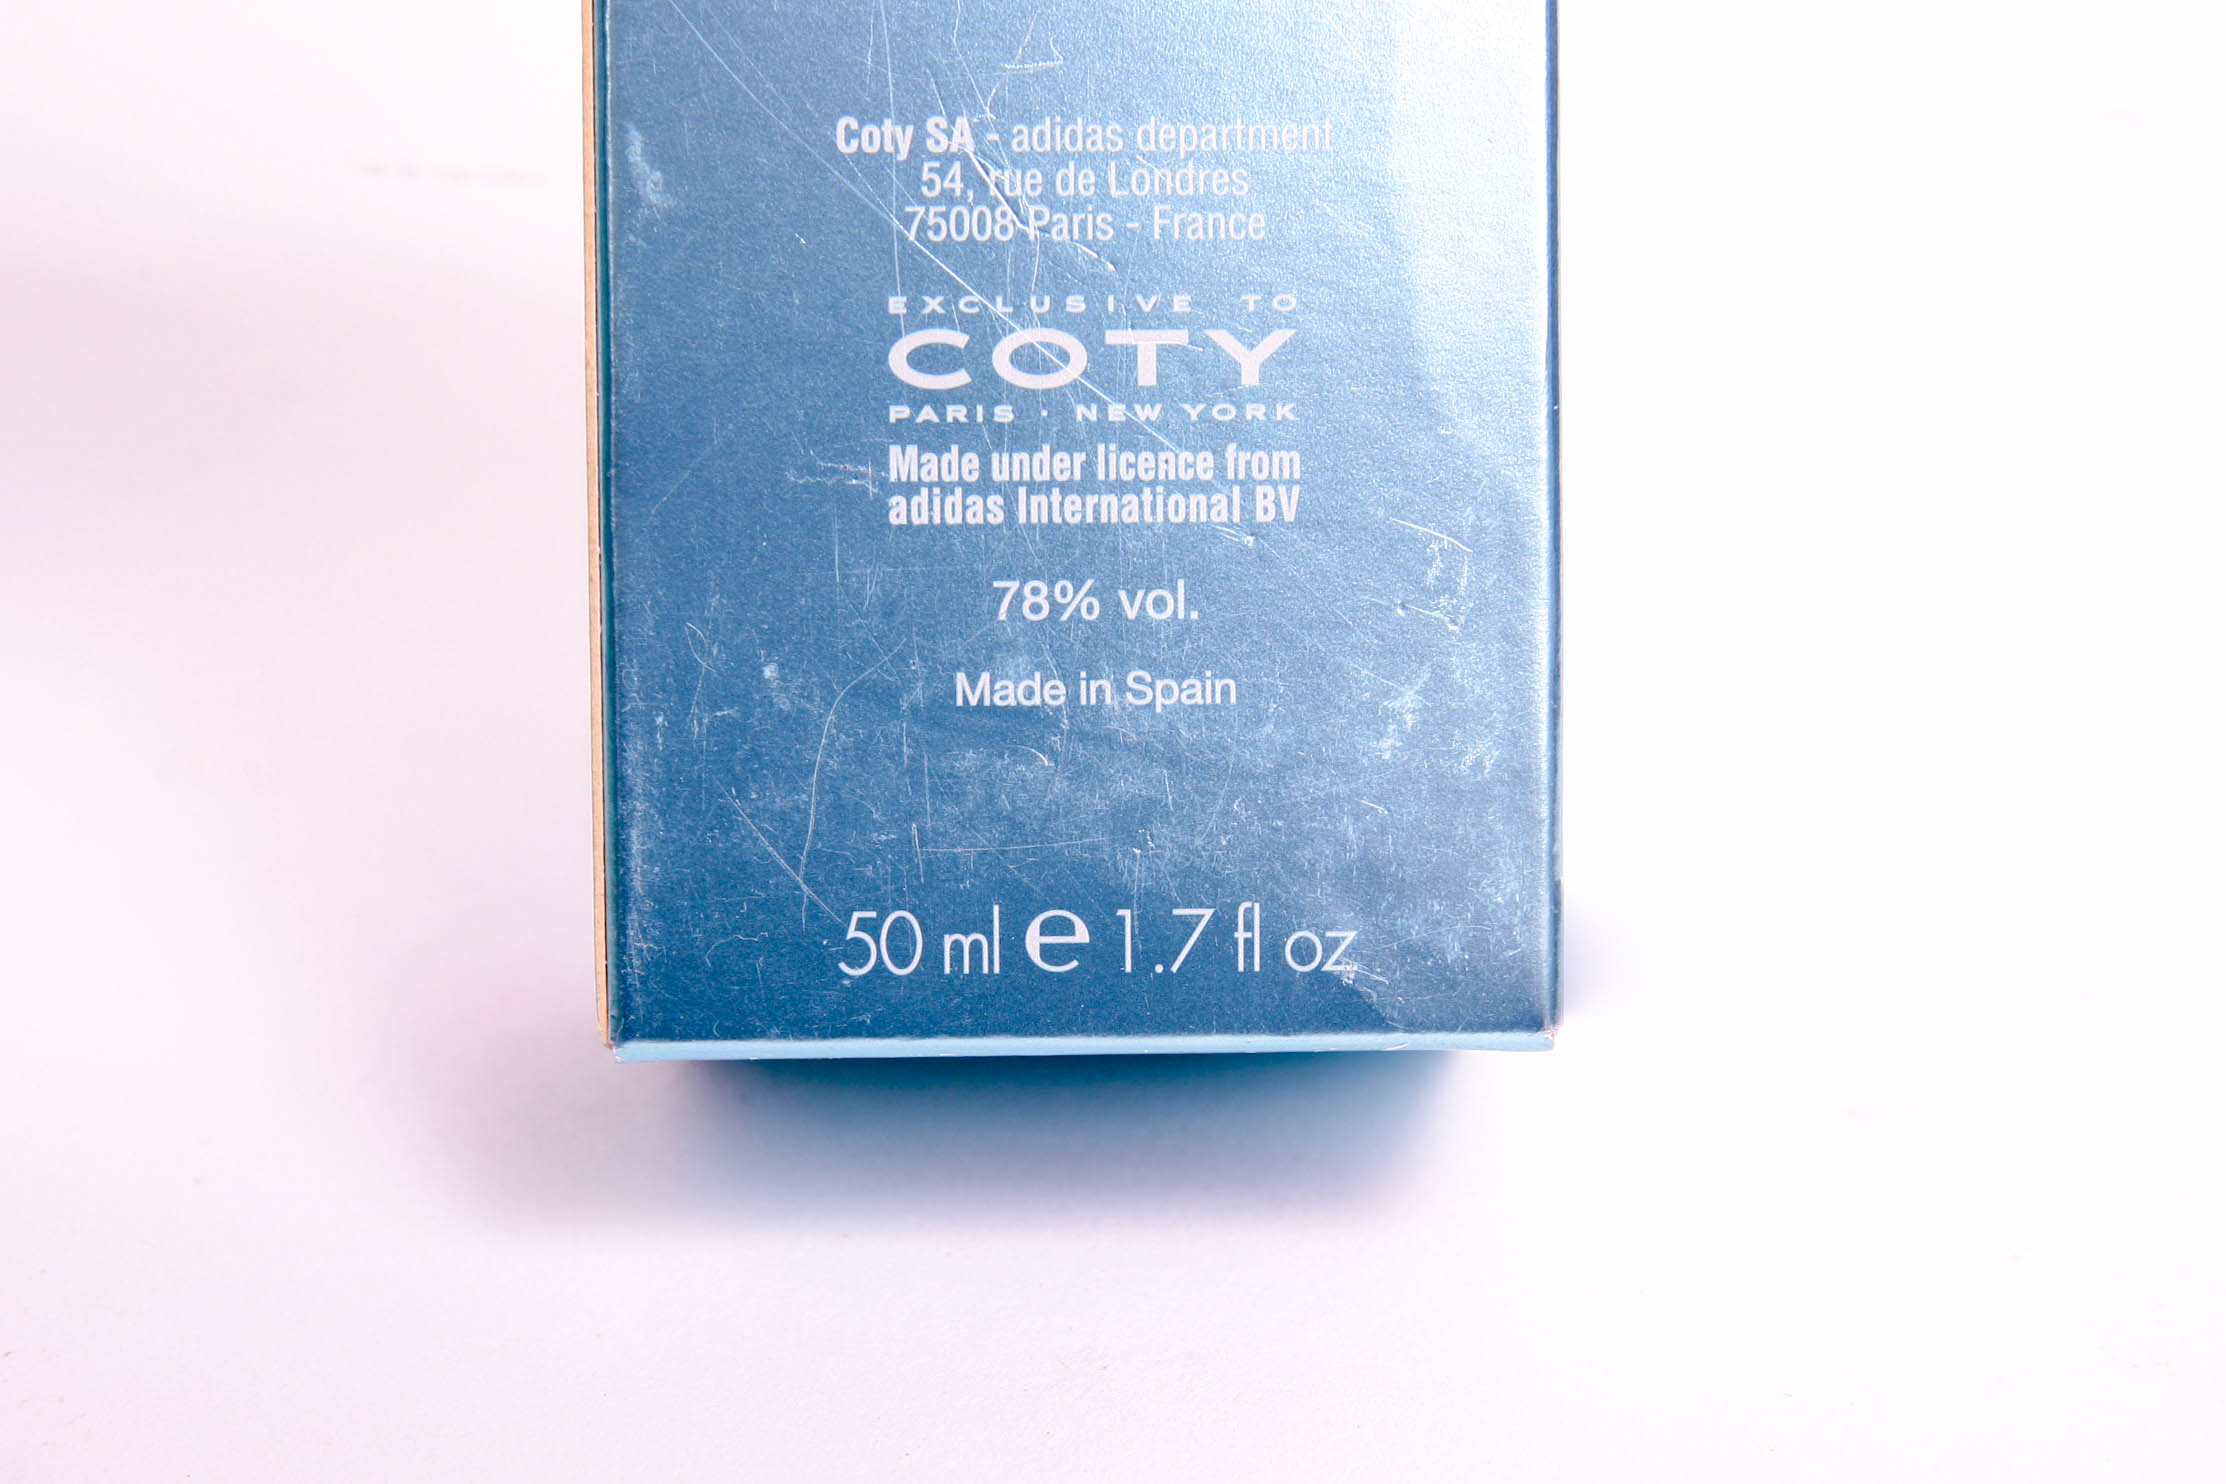 Coty SA - adidas department
54, rue de Londres
75008 Paris - France
EXCLUSIVE TO
COTY
PARIS · NEW YORK
Made under licence from
adidas International BV
78% vol.
Made in Spain
50 ml e 1.7 fl oz